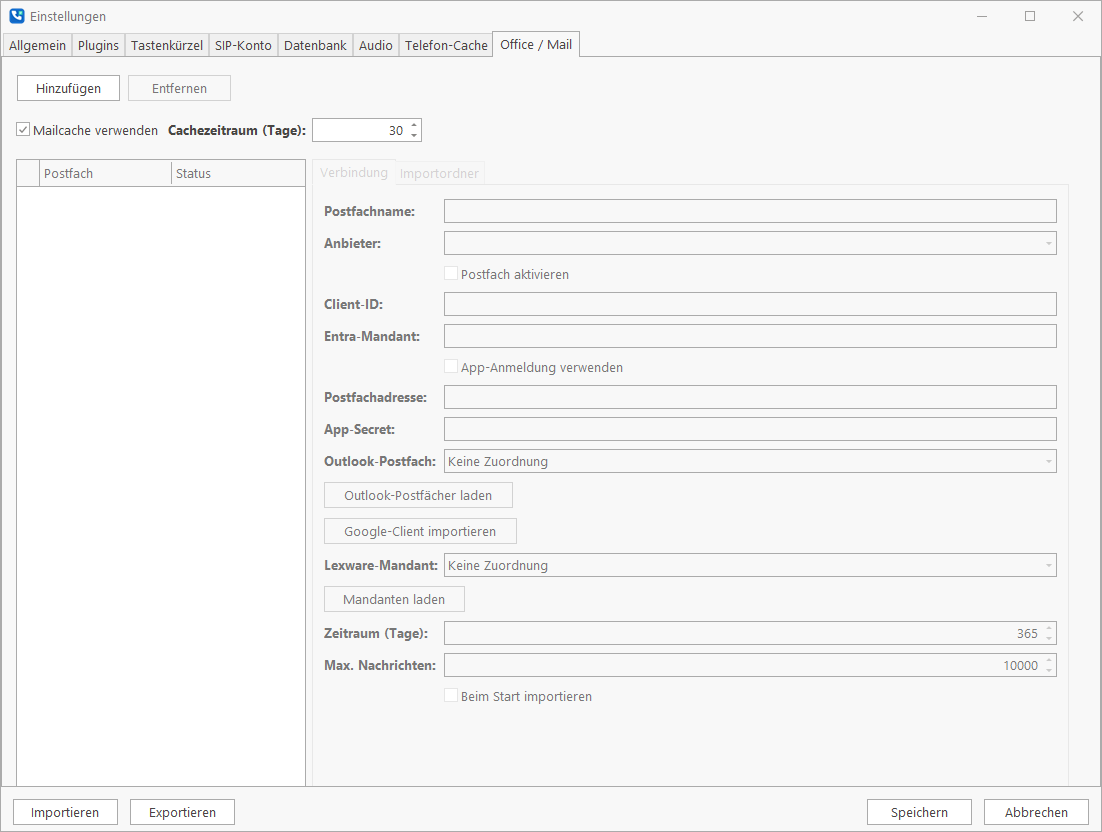 Einstellungen
Allgemein Plugins Tastenkürzel SIP-Konto Datenbank Audio Telefon-Cache Office / Mail
Hinzufügen Entfernen
Mailcache verwenden Cachezeitraum (Tage): 30
Postfach Status
Verbindung Importordner
Postfachname:
Anbieter:
Postfach aktivieren
Client-ID:
Entra-Mandant:
App-Anmeldung verwenden
Postfachadresse:
App-Secret:
Outlook-Postfach: Keine Zuordnung
Outlook-Postfächer laden
Google-Client importieren
Lexware-Mandant: Keine Zuordnung
Mandanten laden
Zeitraum (Tage): 365
Max. Nachrichten: 10000
Beim Start importieren
Importieren Exportieren Speichern Abbrechen